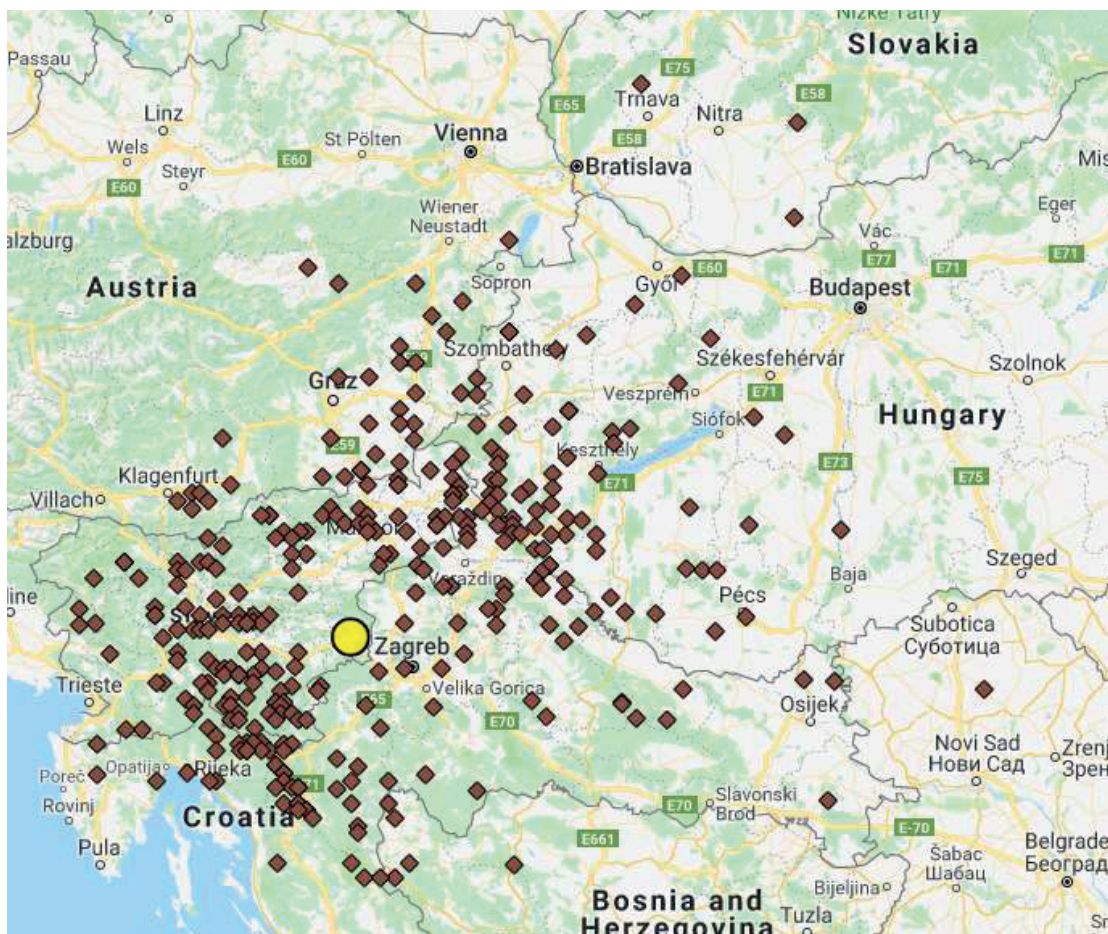 Nízke Tatry
Slovakia
Passau
E75
E58
Trnava
Linz
E65
Nitra
St Pölten
Vienna
E58
Wels
E60
Bratislava
Mis
Steyr
E60
Wiener
Neustadt
Eger
Vác
alzburg
E77
E71
Sopron
Győr
E60
Austria
Budapest
Szombathely
Székesfehérvár
Szolnok
Graz
Veszprém
E71
Siófok
Hungary
E59
Keszthely
Klagenfurt
E73
E75
E71
Villach
Szeged
Varaždin
ine
Baja
Pécs
Subotica
Суботица
Zagreb
Trieste
Velika Gorica
E65
Osijek
E70
Novi Sad
Нови Сад
Zrenj
Зрен
Opatija
Rijeka
Poreč
E71
Rovinj
Slavonski
Brod
E70
Croatia
E-70
E661
Pula
Belgrade
Београд
Šabac
Шабац
Bijeljina
Bosnia and
Herzegovina
Tuzla